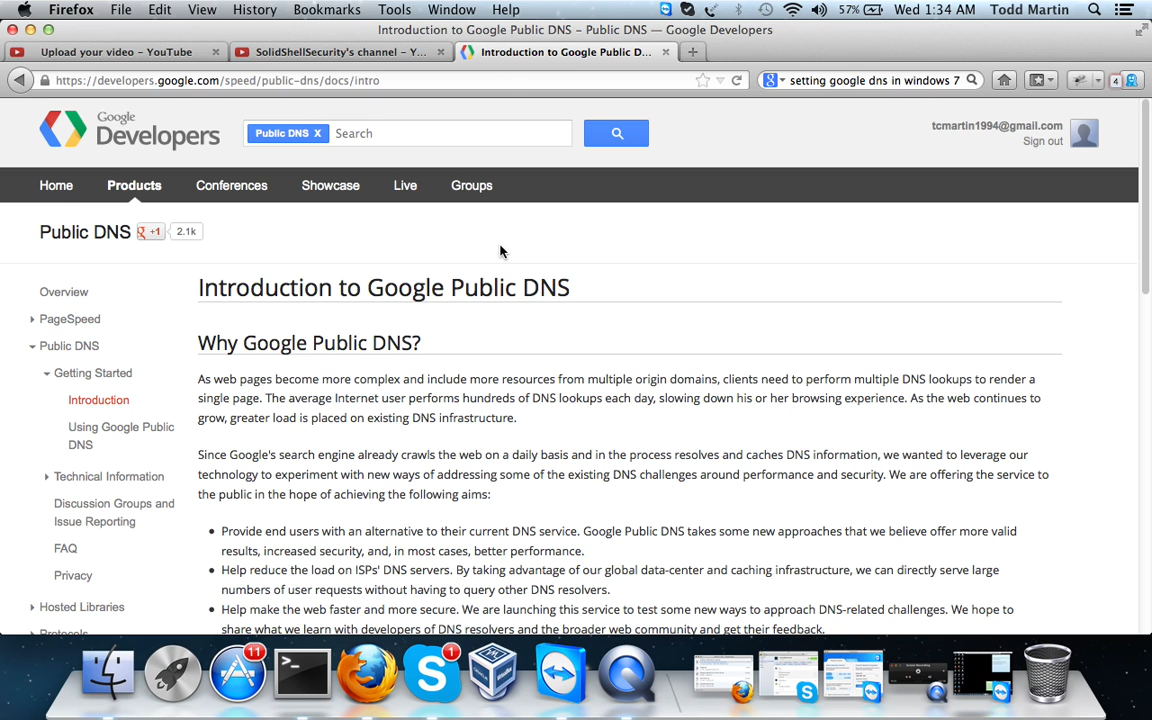 Firefox File Edit View History Bookmarks Tools Window Help 57% Wed 1:34 AM Todd Martin
Introduction to Google Public DNS – Public DNS — Google Developers
Upload your video – YouTube SolidShellSecurity's channel – Y... Introduction to Google Public D...
https://developers.google.com/speed/public-dns/docs/intro setting google dns in windows 7 4
Google
Developers
Public DNS X Search
tcmartin1994@gmail.com
Sign out
Home Products Conferences Showcase Live Groups
Public DNS +1 2.1k
Overview
PageSpeed
Public DNS
Getting Started
Introduction
Using Google Public
DNS
Technical Information
Discussion Groups and
Issue Reporting
FAQ
Privacy
Hosted Libraries
Protocols
Introduction to Google Public DNS
Why Google Public DNS?
As web pages become more complex and include more resources from multiple origin domains, clients need to perform multiple DNS lookups to render a
single page. The average Internet user performs hundreds of DNS lookups each day, slowing down his or her browsing experience. As the web continues to
grow, greater load is placed on existing DNS infrastructure.
Since Google's search engine already crawls the web on a daily basis and in the process resolves and caches DNS information, we wanted to leverage our
technology to experiment with new ways of addressing some of the existing DNS challenges around performance and security. We are offering the service to
the public in the hope of achieving the following aims:
Provide end users with an alternative to their current DNS service. Google Public DNS takes some new approaches that we believe offer more valid
results, increased security, and, in most cases, better performance.
Help reduce the load on ISPs' DNS servers. By taking advantage of our global data-center and caching infrastructure, we can directly serve large
numbers of user requests without having to query other DNS resolvers.
Help make the web faster and more secure. We are launching this service to test some new ways to approach DNS-related challenges. We hope to
share what we learn with developers of DNS resolvers and the broader web community and get their feedback.
11 1